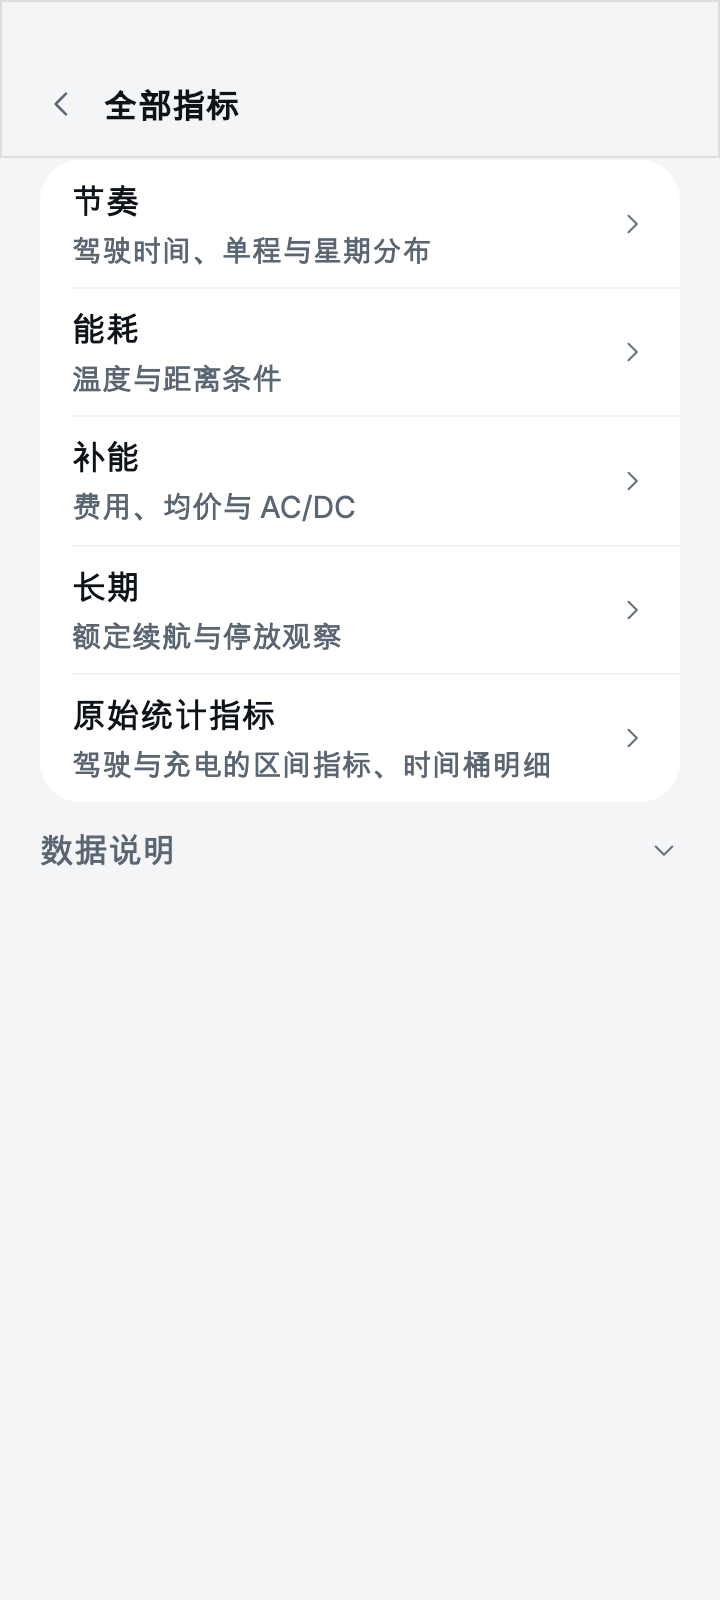 全部指标
节奏
驾驶时间、单程与星期分布
能耗
温度与距离条件
补能
费用、均价与 AC/DC
长期
额定续航与停放观察
原始统计指标
驾驶与充电的区间指标、时间桶明细
数据说明